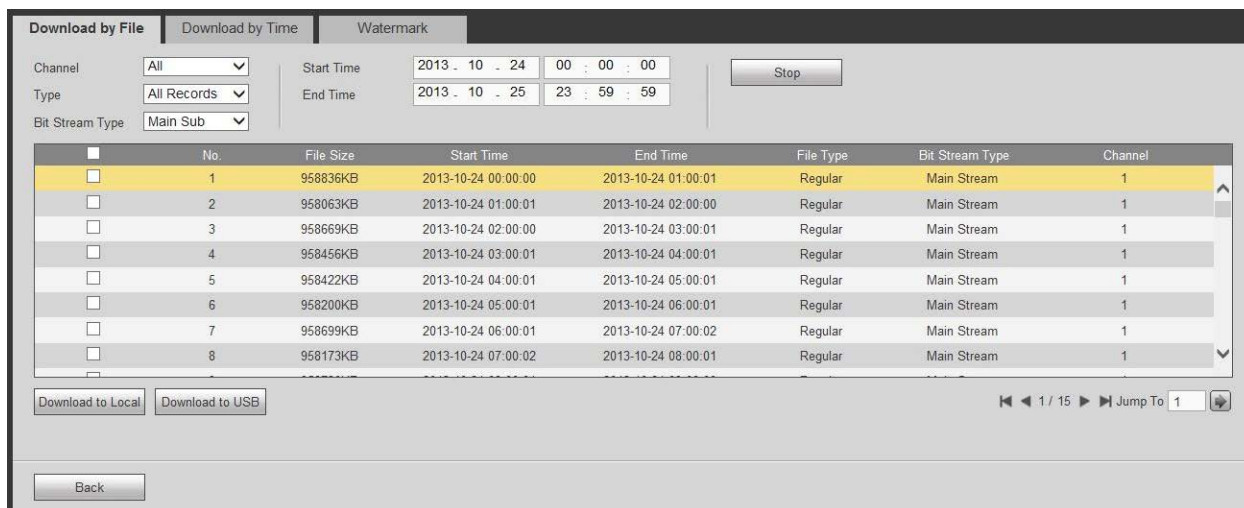 Download by File Download by Time Watermark
Channel All Start Time 2013 - 10 - 24 00 : 00 : 00 Stop
Type All Records End Time 2013 - 10 - 25 23 : 59 : 59
Bit Stream Type Main Sub
No. File Size Start Time End Time File Type Bit Stream Type Channel
1 958836KB 2013-10-24 00:00:00 2013-10-24 01:00:01 Regular Main Stream 1
2 958063KB 2013-10-24 01:00:01 2013-10-24 02:00:00 Regular Main Stream 1
3 958669KB 2013-10-24 02:00:00 2013-10-24 03:00:01 Regular Main Stream 1
4 958456KB 2013-10-24 03:00:01 2013-10-24 04:00:01 Regular Main Stream 1
5 958422KB 2013-10-24 04:00:01 2013-10-24 05:00:01 Regular Main Stream 1
6 958200KB 2013-10-24 05:00:01 2013-10-24 06:00:01 Regular Main Stream 1
7 958699KB 2013-10-24 06:00:01 2013-10-24 07:00:02 Regular Main Stream 1
8 958173KB 2013-10-24 07:00:02 2013-10-24 08:00:01 Regular Main Stream 1
Download to Local Download to USB 1 / 15 Jump To 1
Back